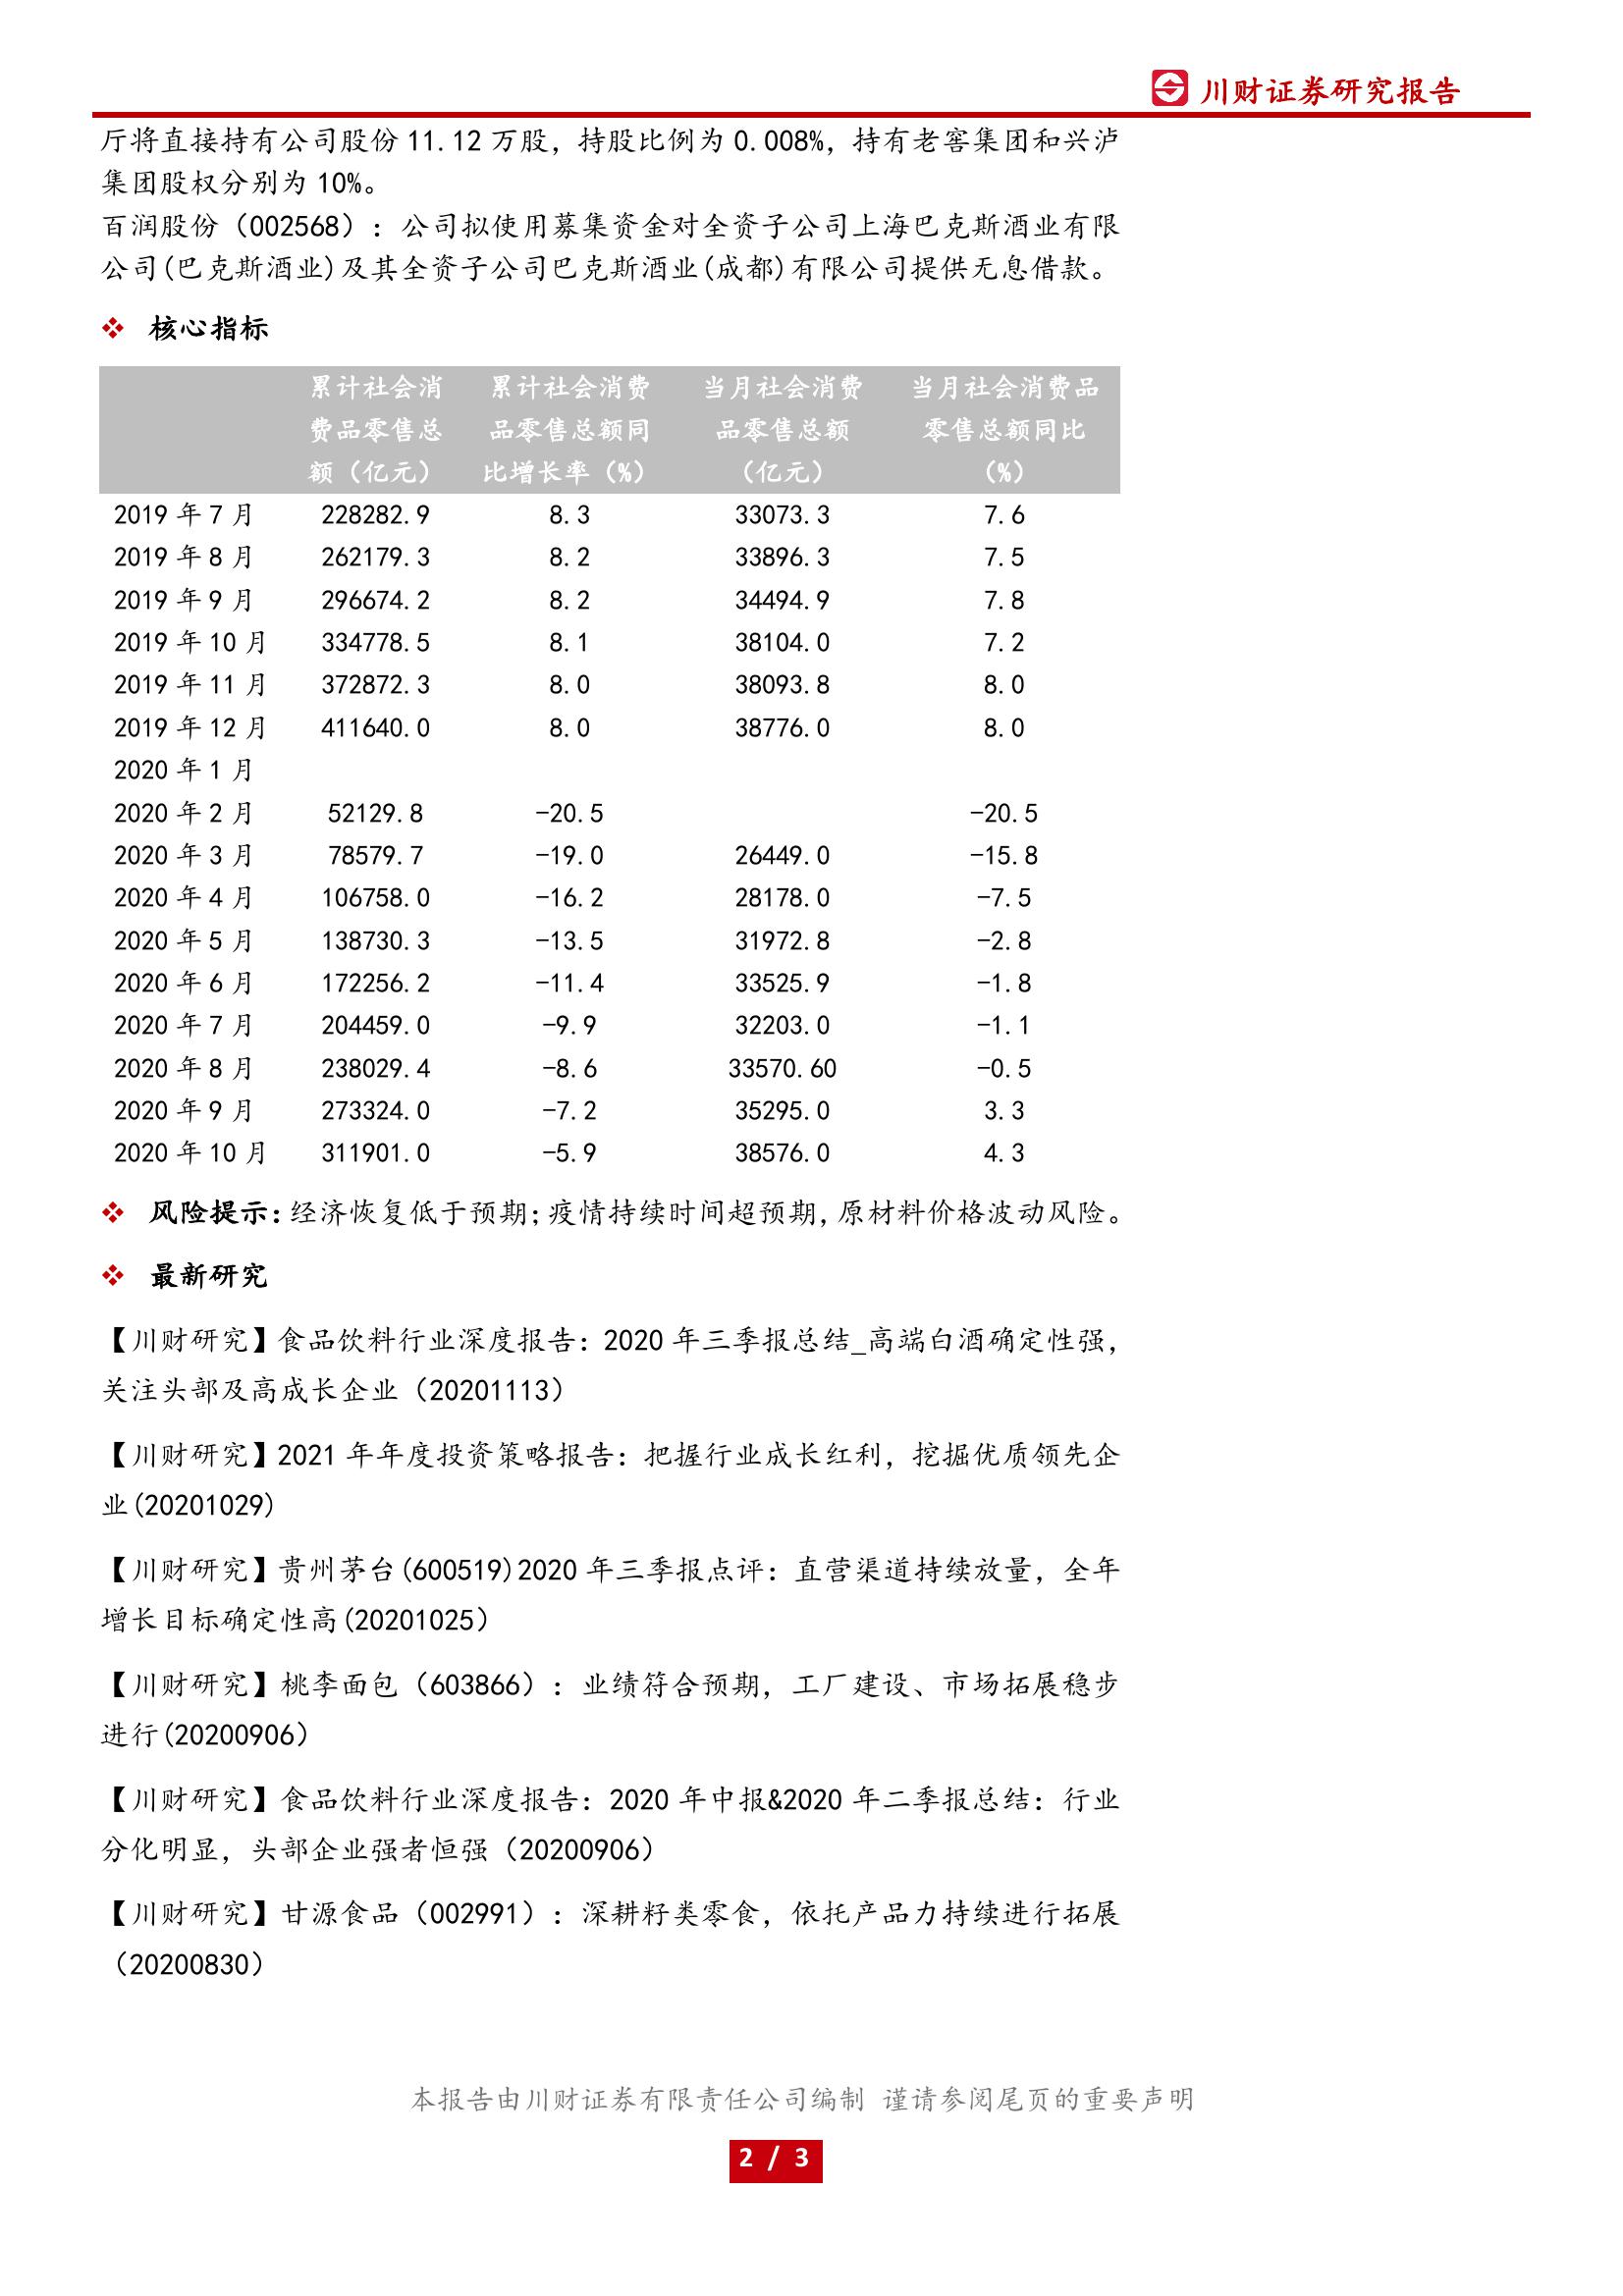 川财证券研究报告
厅将直接持有公司股份 11.12 万股，持股比例为 0.008%，持有老窖集团和兴泸
集团股权分别为 10%。
百润股份（002568）：公司拟使用募集资金对全资子公司上海巴克斯酒业有限
公司(巴克斯酒业)及其全资子公司巴克斯酒业(成都)有限公司提供无息借款。
❖ 核心指标
累计社会消 累计社会消费 当月社会消费 当月社会消费品
费品零售总 品零售总额同 品零售总额 零售总额同比
额（亿元） 比增长率（%） （亿元） （%）
2019 年 7 月 228282.9 8.3 33073.3 7.6
2019 年 8 月 262179.3 8.2 33896.3 7.5
2019 年 9 月 296674.2 8.2 34494.9 7.8
2019 年 10 月 334778.5 8.1 38104.0 7.2
2019 年 11 月 372872.3 8.0 38093.8 8.0
2019 年 12 月 411640.0 8.0 38776.0 8.0
2020 年 1 月
2020 年 2 月 52129.8 -20.5 -20.5
2020 年 3 月 78579.7 -19.0 26449.0 -15.8
2020 年 4 月 106758.0 -16.2 28178.0 -7.5
2020 年 5 月 138730.3 -13.5 31972.8 -2.8
2020 年 6 月 172256.2 -11.4 33525.9 -1.8
2020 年 7 月 204459.0 -9.9 32203.0 -1.1
2020 年 8 月 238029.4 -8.6 33570.60 -0.5
2020 年 9 月 273324.0 -7.2 35295.0 3.3
2020 年 10 月 311901.0 -5.9 38576.0 4.3
❖ 风险提示：经济恢复低于预期；疫情持续时间超预期，原材料价格波动风险。
❖ 最新研究
【川财研究】食品饮料行业深度报告：2020 年三季报总结_高端白酒确定性强，
关注头部及高成长企业（20201113）
【川财研究】2021 年年度投资策略报告：把握行业成长红利，挖掘优质领先企
业(20201029)
【川财研究】贵州茅台(600519)2020 年三季报点评：直营渠道持续放量，全年
增长目标确定性高(20201025）
【川财研究】桃李面包（603866）：业绩符合预期，工厂建设、市场拓展稳步
进行(20200906）
【川财研究】食品饮料行业深度报告：2020 年中报&2020 年二季报总结：行业
分化明显，头部企业强者恒强（20200906）
【川财研究】甘源食品（002991）：深耕籽类零食，依托产品力持续进行拓展
（20200830）
本报告由川财证券有限责任公司编制 谨请参阅尾页的重要声明
2 / 3